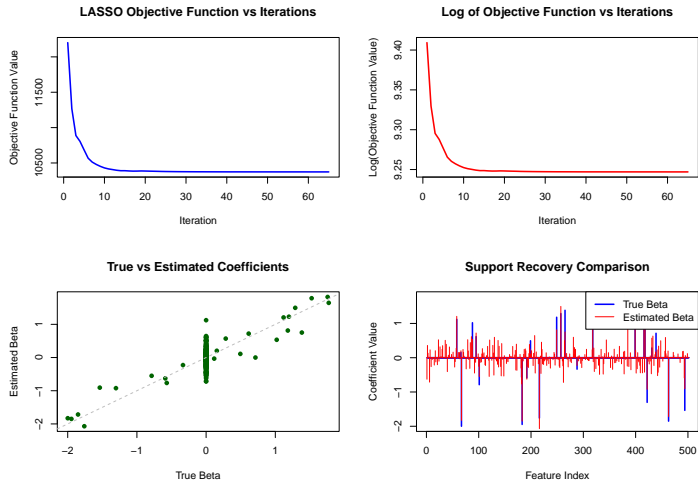 LASSO Objective Function vs Iterations
Objective Function Value
10500 11500
0 10 20 30 40 50 60
Iteration
Log of Objective Function vs Iterations
Log(Objective Function Value)
9.25 9.30 9.35 9.40
0 10 20 30 40 50 60
Iteration
True vs Estimated Coefficients
Estimated Beta
−2 −1 0 1
−2 −1 0 1
True Beta
Support Recovery Comparison
True Beta
Estimated Beta
Coefficient Value
−2 −1 0 1
0 100 200 300 400 500
Feature Index